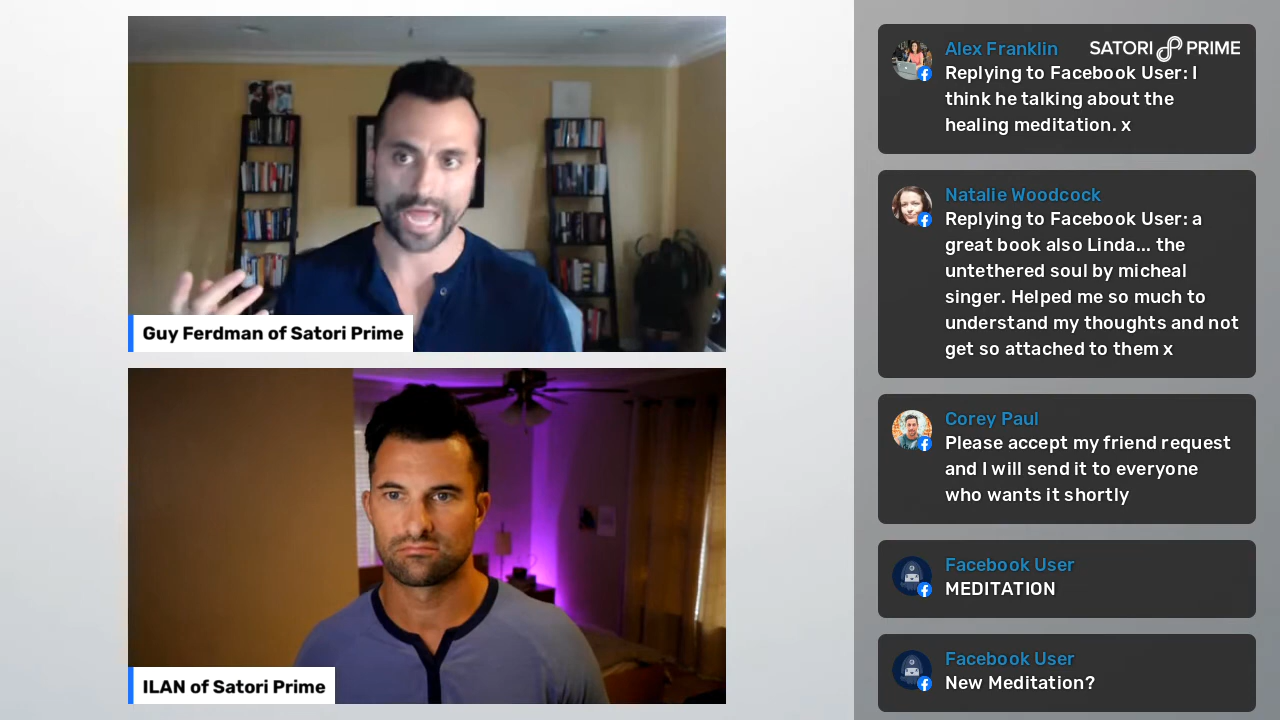 Guy Ferdman of Satori Prime
ILAN of Satori Prime
SATORI PRIME
Alex Franklin
Replying to Facebook User: I
think he talking about the
healing meditation. x
Natalie Woodcock
Replying to Facebook User: a
great book also Linda... the
untethered soul by micheal
singer. Helped me so much to
understand my thoughts and not
get so attached to them x
Corey Paul
Please accept my friend request
and I will send it to everyone
who wants it shortly
Facebook User
MEDITATION
Facebook User
New Meditation?